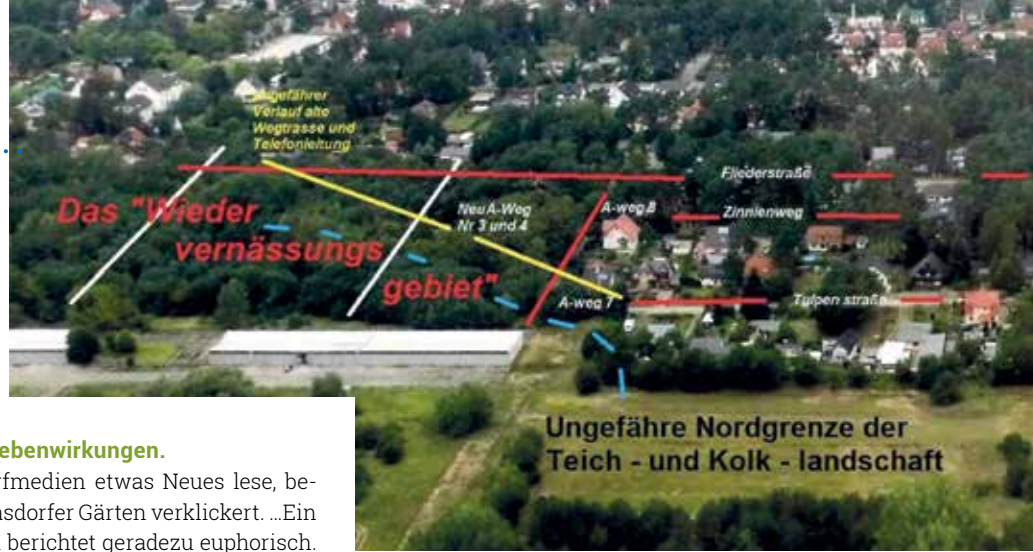 Ungefährer
Verlauf alte
Wegtrasse und
Telefonleitung
Fliederstraße
Das "Wieder
vernässungs
gebiet"
NeuA-Weg
Nr 3 und 4
A-weg 8
Zinnienweg
A-weg 7
Tulpen straße
Ungefähre Nordgrenze der
Teich - und Kolk - landschaft
ebenwirkungen.
rfmedien etwas Neues lese, be-
nsdorfer Gärten verklickert. ...Ein
berichtet geradezu euphorisch.